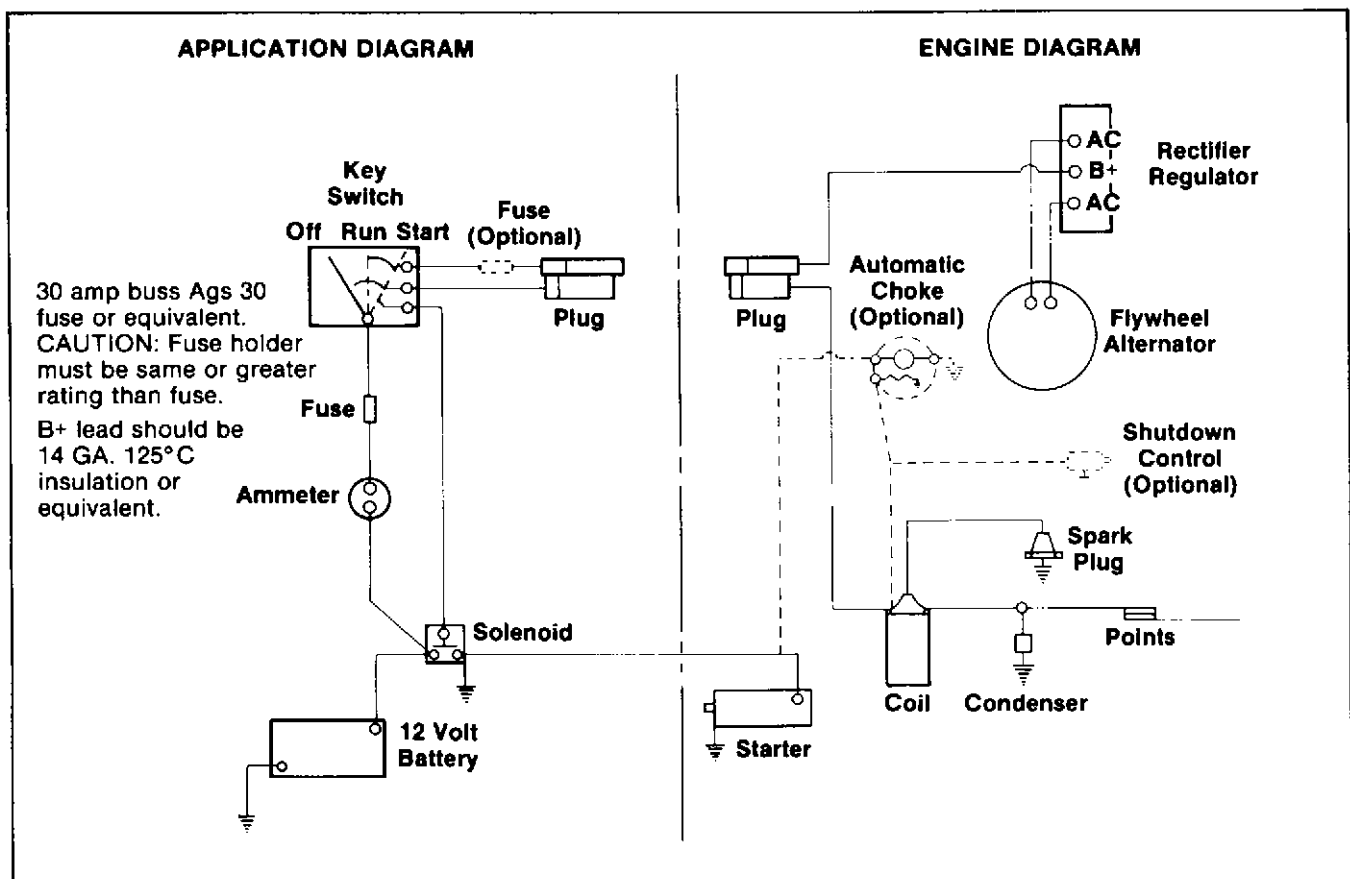 APPLICATION DIAGRAM
ENGINE DIAGRAM
Key
Switch
Off Run Start
Fuse
(Optional)
Plug
30 amp buss Ags 30
fuse or equivalent.
CAUTION: Fuse holder
must be same or greater
rating than fuse.
B+ lead should be
14 GA. 125°C
insulation or
equivalent.
Fuse
Ammeter
Solenoid
12 Volt
Battery
AC
B+
AC
Rectifier
Regulator
Plug
Automatic
Choke
(Optional)
Flywheel
Alternator
Shutdown
Control
(Optional)
Spark
Plug
Points
Coil
Condenser
Starter